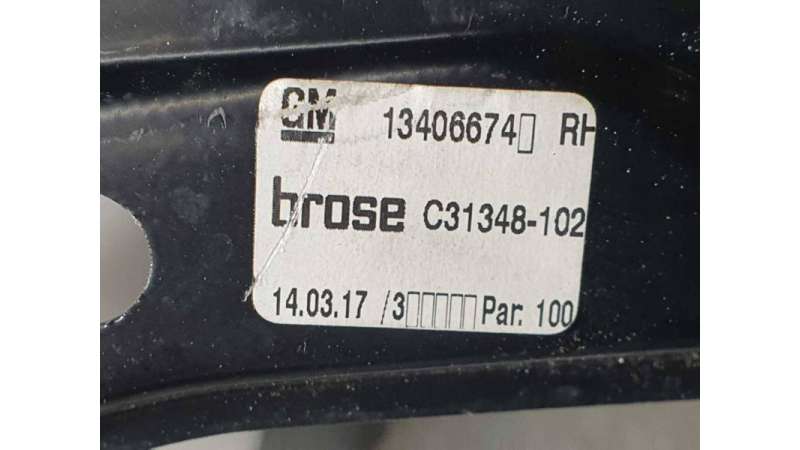 GM 13406674▯ RH
brose C31348-102
14.03.17 /3▯▯▯▯▯Par. 100